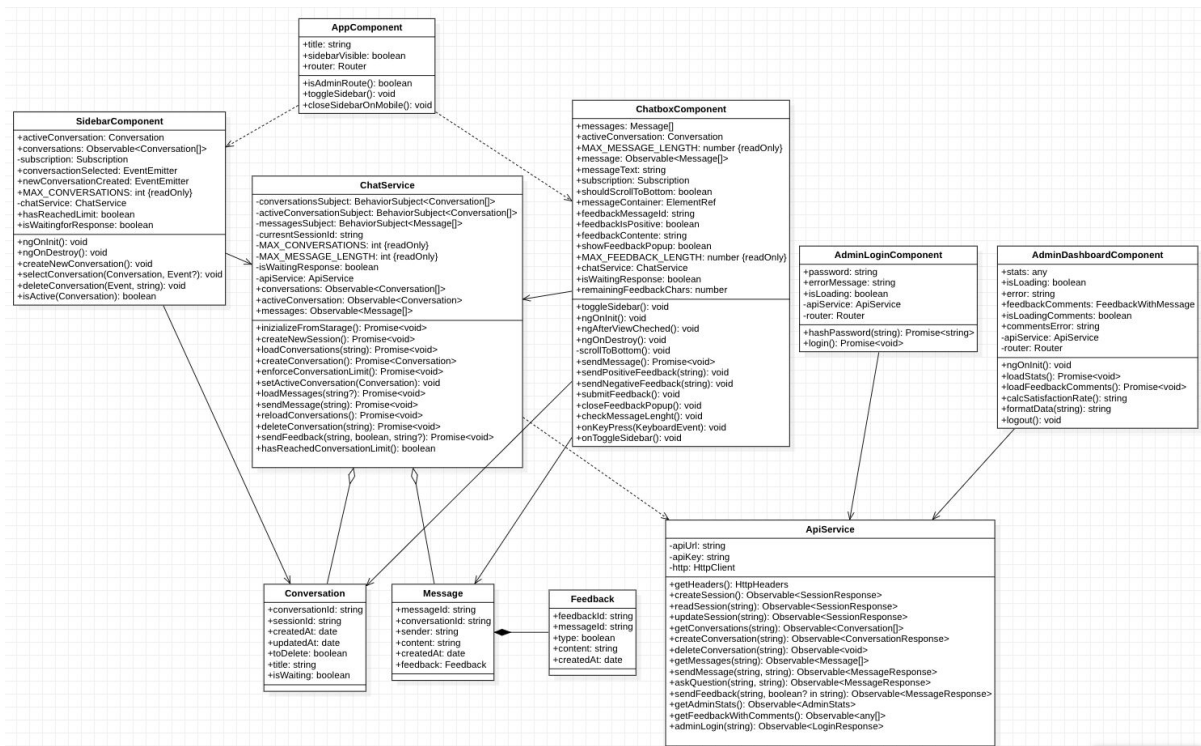 AppComponent
+title: string
+sidebarVisible: boolean
+router: Router
+isAdminRoute(): boolean
+toggleSidebar(): void
+closeSidebarOnMobile(): void
SidebarComponent
+activeConversation: Conversation
+conversations: Observable<Conversation[]>
-subscription: Subscription
+conversactionSelected: EventEmitter
+newConversationCreated: EventEmitter
+MAX_CONVERSATIONS: int {readOnly}
-chatService: ChatService
+hasReachedLimit: boolean
+isWaitingforResponse: boolean
+ngOnInit(): void
+ngOnDestroy(): void
+createNewConversation(): void
+selectConversation(Conversation, Event?): void
+deleteConversation(Event, string): void
+isActive(Conversation): boolean
ChatService
-conversationsSubject: BehaviorSubject<Conversation[]>
-activeConversationSubject: BehaviorSubject<Conversation[]>
-messagesSubject: BehaviorSubject<Message[]>
-curresntSessionId: string
-MAX_CONVERSATIONS: int {readOnly}
-MAX_MESSAGE_LENGTH: int {readOnly}
-isWaitingResponse: boolean
-apiService: ApiService
+conversations: Observable<Conversation[]>
+activeConversation: Observable<Conversation>
+messages: Observable<Message[]>
+inizializeFromStarage(): Promise<void>
+createNewSession(): Promise<void>
+loadConversations(string): Promise<void>
+createConversation(): Promise<Conversation>
+enforceConversationLimit(): Promise<void>
+setActiveConversation(Conversation): void
+loadMessages(string?): Promise<void>
+sendMessage(string): Promise<void>
+reloadConversations(): Promise<void>
+deleteConversation(string): Promise<void>
+sendFeedback(string, boolean, string?): Promise<void>
+hasReachedConversationLimit(): boolean
ChatboxComponent
+messages: Message[]
+activeConversation: Conversation
+MAX_MESSAGE_LENGTH: number {readOnly}
+message: Observable<Message[]>
+messageText: string
+subscription: Subscription
+shouldScrollToBottom: boolean
+messageContainer: ElementRef
+feedbackMessageId: string
+feedbackIsPositive: boolean
+feedbackContente: string
+showFeedbackPopup: boolean
+MAX_FEEDBACK_LENGTH: number {readOnly}
+chatService: ChatService
+isWaitingResponse: boolean
+remainingFeedbackChars: number
+toggleSidebar(): void
+ngOnInit(): void
+ngAfterViewCheched(): void
+ngOnDestroy(): void
-scrollToBottom(): void
+sendMessage(): Promise<void>
+sendPositiveFeedback(string): void
+sendNegativeFeedback(string): void
+submitFeedback(): void
+closeFeedbackPopup(): void
+checkMessageLenght(): void
+onKeyPress(KeyboardEvent): void
+onToggleSidebar(): void
AdminLoginComponent
+password: string
+errorMessage: string
+isLoading: boolean
-apiService: ApiService
-router: Router
+hashPassword(string): Promise<string>
+login(): Promise<void>
AdminDashboardComponent
+stats: any
+isLoading: boolean
+error: string
+feedbackComments: FeedbackWithMessage
+isLoadingComments: boolean
+commentsError: string
-apiService: ApiService
-router: Router
+ngOnInit(): void
+loadStats(): Promise<void>
+loadFeedbackComments(): Promise<void>
+calcSatisfactionRate(): string
+formatData(string): string
+logout(): void
Conversation
+conversationId: string
+sessionId: string
+createdAt: date
+updatedAt: date
+toDelete: boolean
+title: string
+isWaiting: boolean
Message
+messageId: string
+conversationId: string
+sender: string
+content: string
+createdAt: date
+feedback: Feedback
Feedback
+feedbackId: string
+messageId: string
+type: boolean
+content: string
+createdAt: date
ApiService
-apiUrl: string
-apiKey: string
-http: HttpClient
+getHeaders(): HttpHeaders
+createSession(): Observable<SessionResponse>
+readSession(string): Observable<SessionResponse>
+updateSession(string): Observable<SessionResponse>
+getConversations(string): Observable<Conversation[]>
+createConversation(string): Observable<ConversationResponse>
+deleteConversation(string): Observable<void>
+getMessages(string): Observable<Message[]>
+sendMessage(string, string): Observable<MessageResponse>
+askQuestion(string, string): Observable<MessageResponse>
+sendFeedback(string, boolean? in string): Observable<MessageResponse>
+getAdminStats(): Observable<AdminStats>
+getFeedbackWithComments(): Observable<any[]>
+adminLogin(string): Observable<LoginResponse>